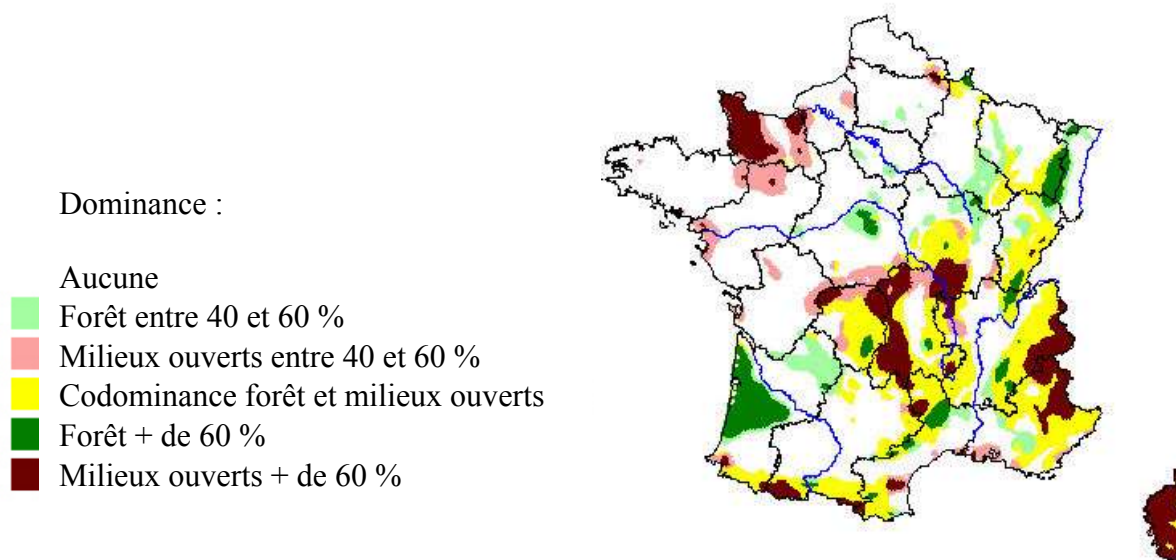 Dominance :
Aucune
Forêt entre 40 et 60 %
Milieux ouverts entre 40 et 60 %
Codominance forêt et milieux ouverts
Forêt + de 60 %
Milieux ouverts + de 60 %